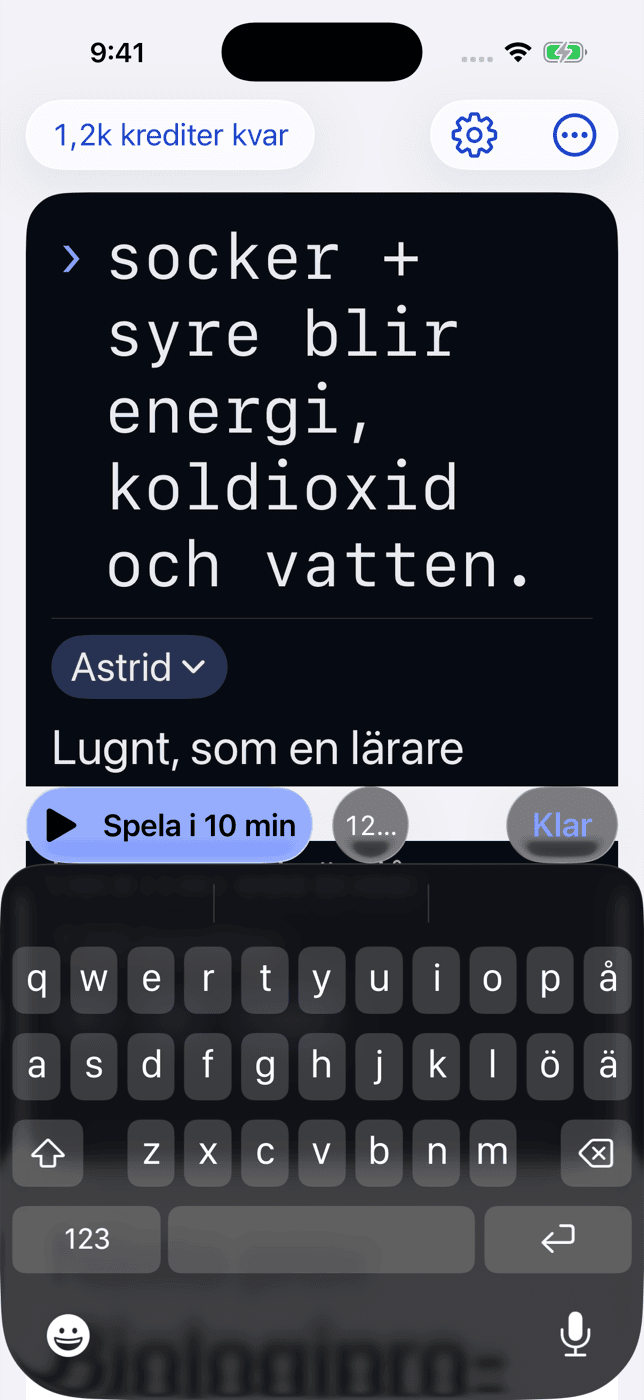 9:41
1,2k krediter kvar
› socker +
syre blir
energi,
koldioxid
och vatten.
Astrid
Lugnt, som en lärare
Spela i 10 min
12...
Klar
q w e r t y u i o p å
a s d f g h j k l ö ä
z x c v b n m
123